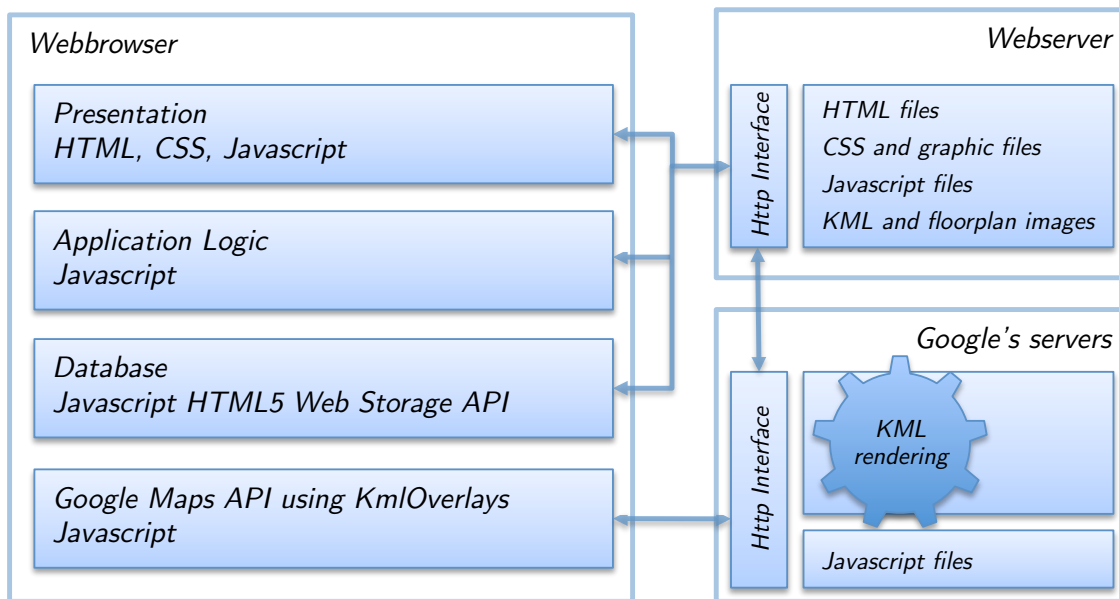 Webbrowser
Presentation
HTML, CSS, Javascript
Application Logic
Javascript
Database
Javascript HTML5 Web Storage API
Google Maps API using KmlOverlays
Javascript
Webserver
Http Interface
HTML files
CSS and graphic files
Javascript files
KML and floorplan images
Google's servers
Http Interface
KML
rendering
Javascript files